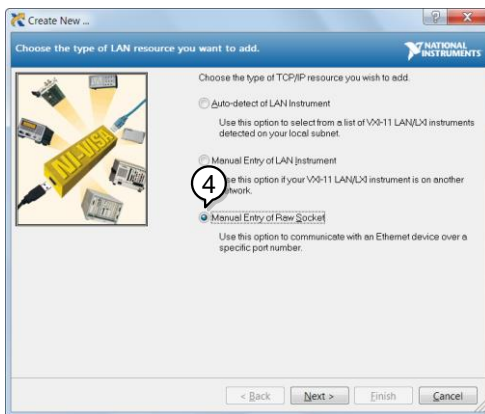 Create New ...
Choose the type of LAN resource you want to add.
NATIONAL
INSTRUMENTS
Choose the type of TCP/IP resource you wish to add.
Auto-detect of LAN Instrument
Use this option to select from a list of VXI-11 LAN/LXI instruments
detected on your local subnet.
Manual Entry of LAN Instrument
se this option if your VXI-11 LAN/LXI instrument is on another
etwork.
4
Manual Entry of Raw Socket
Use this option to communicate with an Ethernet device over a
specific port number.
NI-VISA
< Back
Next >
Finish
Cancel